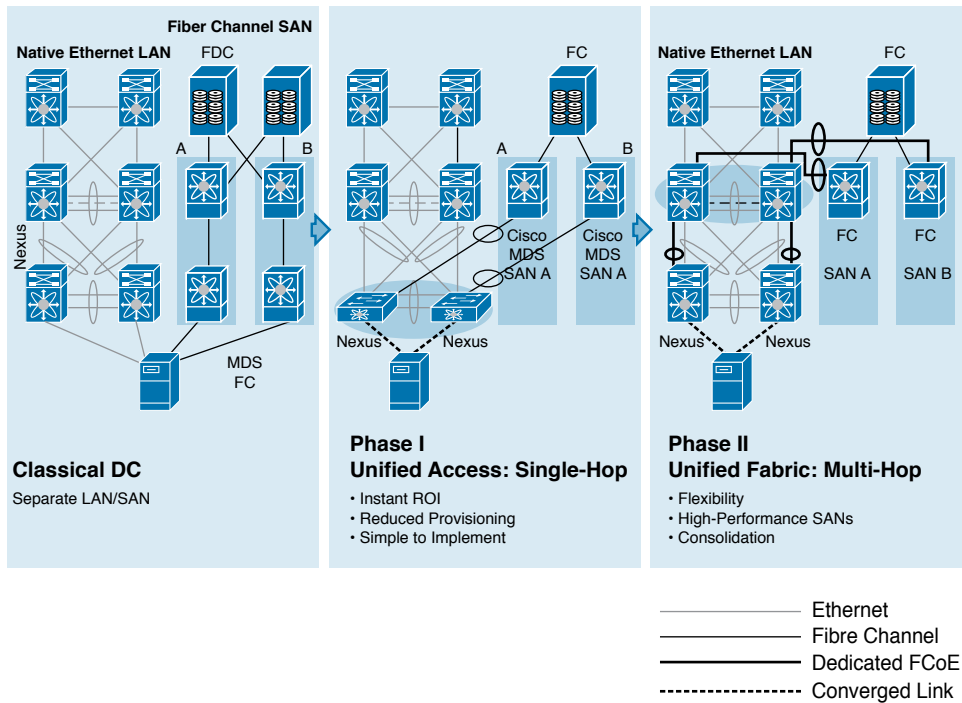 Fiber Channel SAN
Native Ethernet LAN
FDC
A
B
Nexus
MDS
FC
Classical DC
Separate LAN/SAN
FC
A
B
Cisco
MDS
SAN A
Cisco
MDS
SAN A
Nexus
Nexus
Phase I
Unified Access: Single-Hop
• Instant ROI
• Reduced Provisioning
• Simple to Implement
Native Ethernet LAN
FC
FC
SAN A
FC
SAN B
Nexus
Nexus
Phase II
Unified Fabric: Multi-Hop
• Flexibility
• High-Performance SANs
• Consolidation
Ethernet
Fibre Channel
Dedicated FCoE
Converged Link